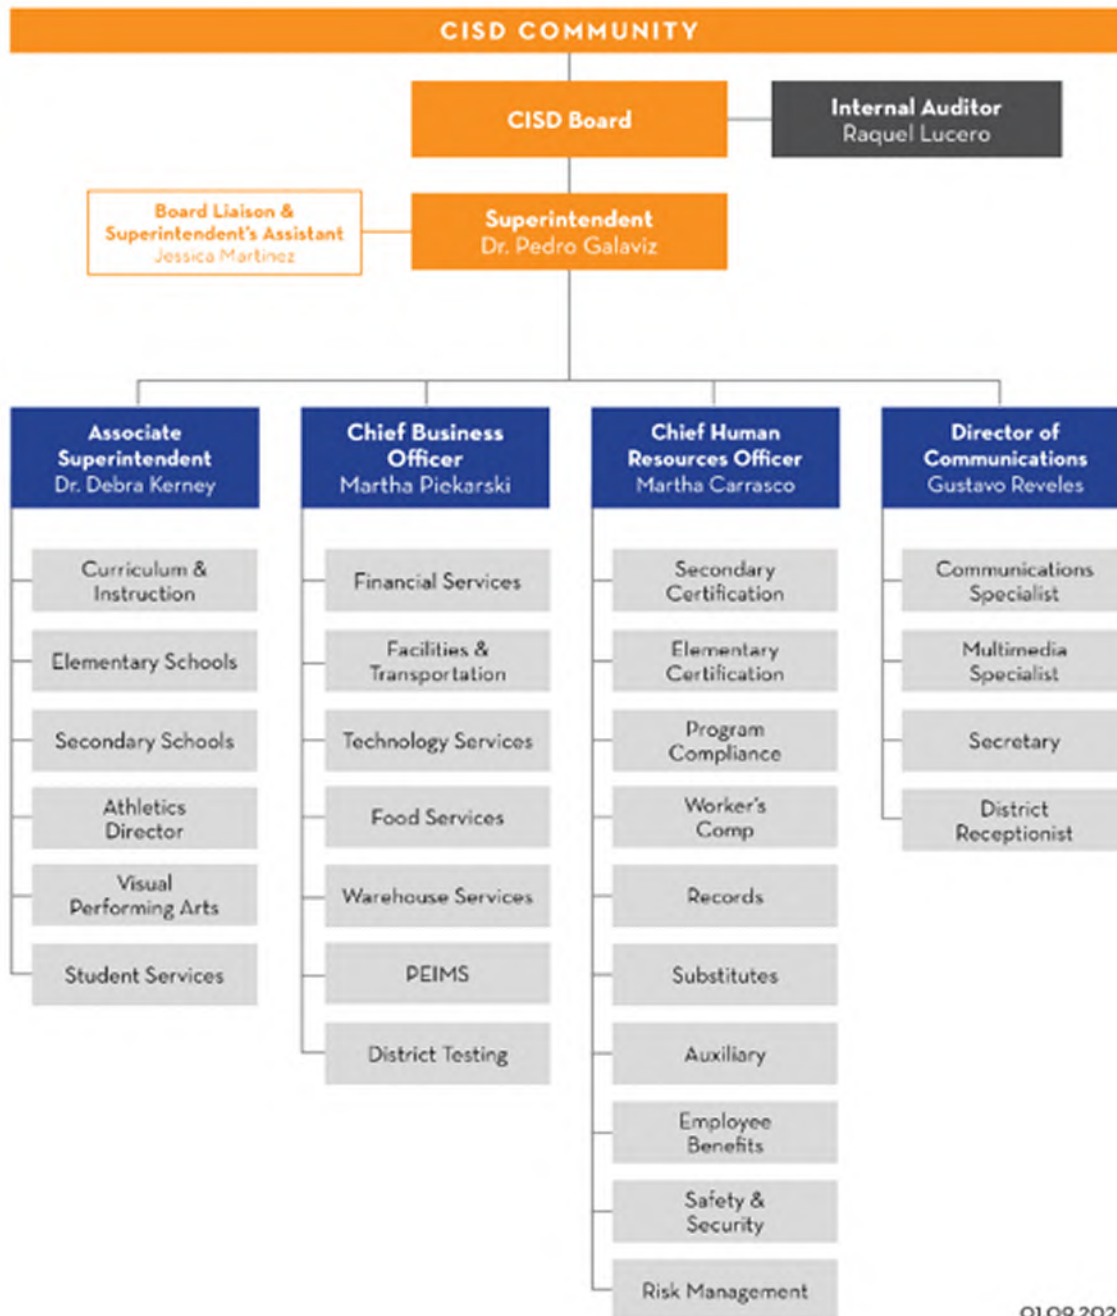 CISD COMMUNITY
CISD Board
Internal Auditor
Raquel Lucero
Board Liaison &
Superintendent's Assistant
Jessica Martinez
Superintendent
Dr. Pedro Galaviz
Associate
Superintendent
Dr. Debra Kerney
Curriculum &
Instruction
Elementary Schools
Secondary Schools
Athletics
Director
Visual
Performing Arts
Student Services
Chief Business
Officer
Martha Piekarski
Financial Services
Facilities &
Transportation
Technology Services
Food Services
Warehouse Services
PEIMS
District Testing
Chief Human
Resources Officer
Martha Carrasco
Secondary
Certification
Elementary
Certification
Program
Compliance
Worker's
Comp
Records
Substitutes
Auxiliary
Employee
Benefits
Safety &
Security
Risk Management
Director of
Communications
Gustavo Reveles
Communications
Specialist
Multimedia
Specialist
Secretary
District
Receptionist